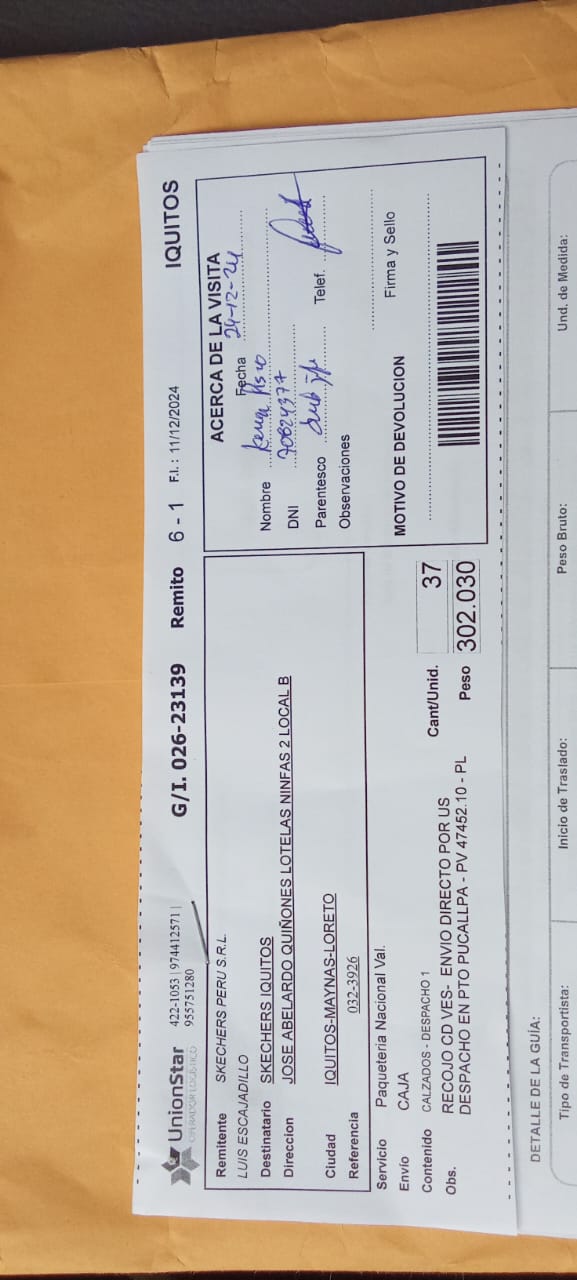 UnionStar
OPERADOR LOGISTICO
422-1053 | 974412571 |
955751280
G/I. 026-23139 Remito 6 - 1 F.I. : 11/12/2024 IQUITOS
Remitente SKECHERS PERU S.R.L.
LUIS ESCAJADILLO
Destinatario SKECHERS IQUITOS
Direccion JOSE ABELARDO QUIÑONES LOTELAS NINFAS 2 LOCAL B
Ciudad IQUITOS-MAYNAS-LORETO
Referencia 032-3926
ACERCA DE LA VISITA
Fecha 24-12-24
Nombre
DNI 70824377
Parentesco
Telef.
Observaciones
Firma y Sello
MOTIVO DE DEVOLUCION
Servicio Paqueteria Nacional Val.
Envío CAJA
Contenido CALZADOS - DESPACHO 1
Cant/Unid. 37
Obs. RECOJO CD VES- ENVIO DIRECTO POR US
DESPACHO EN PTO PUCALLPA - PV 47452.10 - PL
Peso 302.030
DETALLE DE LA GUÍA:
Tipo de Transportista: Inicio de Traslado: Peso Bruto: Und. de Medida: